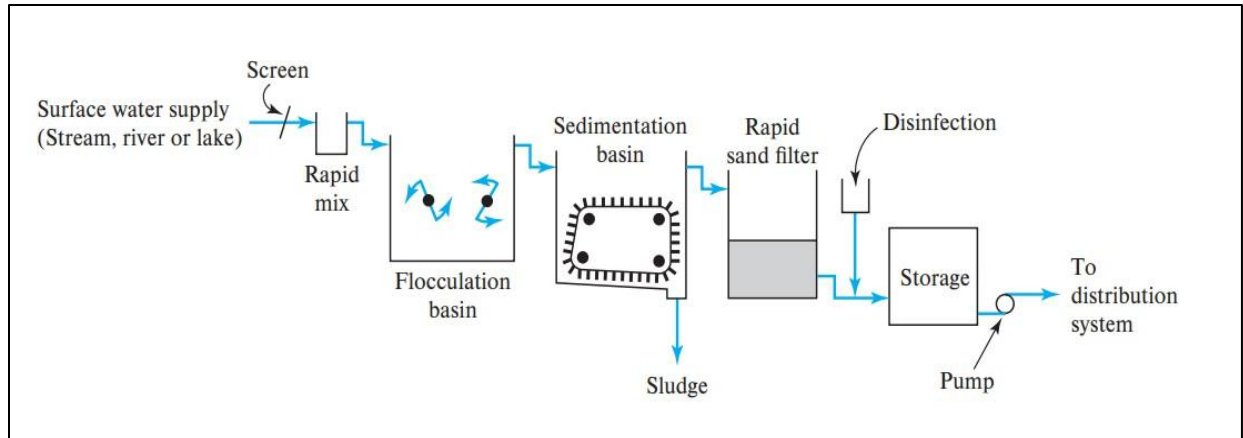 Screen
Surface water supply
(Stream, river or lake)
Rapid
mix
Flocculation
basin
Sedimentation
basin
Sludge
Rapid
sand filter
Disinfection
Storage
Pump
To
distribution
system